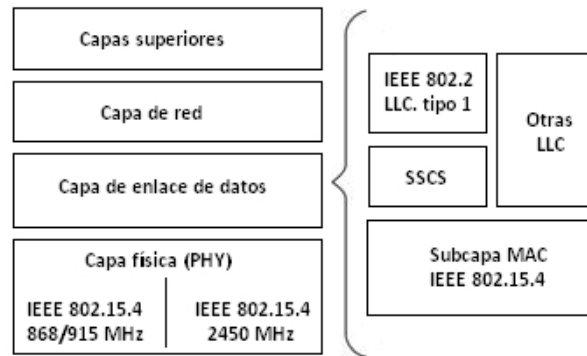 Capas superiores
Capa de red
Capa de enlace de datos
Capa física (PHY)
IEEE 802.15.4
868/915 MHz
IEEE 802.15.4
2450 MHz
IEEE 802.2
LLC. tipo 1
SSCS
Otras
LLC
Subcapa MAC
IEEE 802.15.4